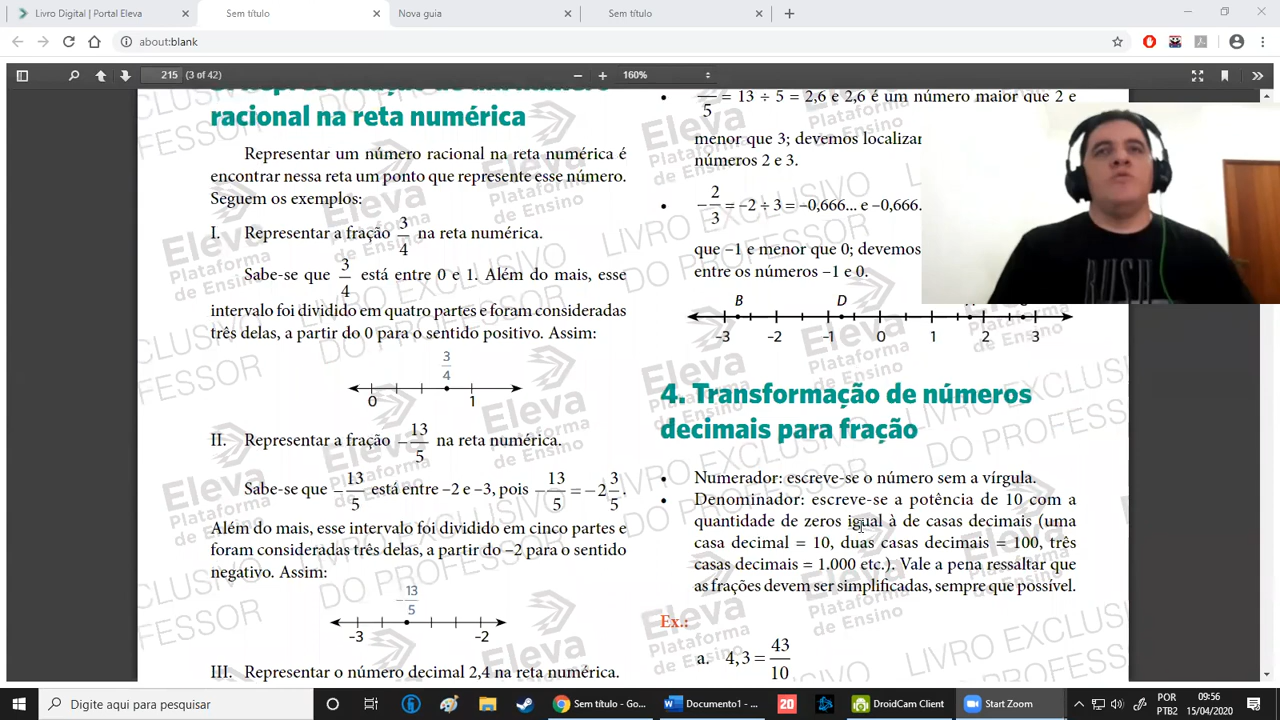 Livro Digital | Portal Eleva
Sem título
Nova guia
Sem título
about:blank
215 (3 of 42)
160%
racional na reta numérica
Representar um número racional na reta numérica é
encontrar nessa reta um ponto que represente esse número.
Seguem os exemplos:
I. Representar a fração 3/4 na reta numérica.
Sabe-se que 3/4 está entre 0 e 1. Além do mais, esse
intervalo foi dividido em quatro partes e foram consideradas
três delas, a partir do 0 para o sentido positivo. Assim:
3/4
0 1
II. Representar a fração –13/5 na reta numérica.
Sabe-se que –13/5 está entre –2 e –3, pois –13/5 = –2 3/5.
Além do mais, esse intervalo foi dividido em cinco partes e
foram consideradas três delas, a partir do –2 para o sentido
negativo. Assim:
–13/5
–3 –2
III. Representar o número decimal 2,4 na reta numérica.
5 = 13 ÷ 5 = 2,6 e 2,6 é um número maior que 2 e
menor que 3; devemos localizar
números 2 e 3.
–2/3 = –2 ÷ 3 = –0,666... e –0,666.
que –1 e menor que 0; devemos
entre os números –1 e 0.
B D
–3 –2 –1 0 1 2 3
4. Transformação de números
decimais para fração
• Numerador: escreve-se o número sem a vírgula.
• Denominador: escreve-se a potência de 10 com a
quantidade de zeros igual à de casas decimais (uma
casa decimal = 10, duas casas decimais = 100, três
casas decimais = 1.000 etc.). Vale a pena ressaltar que
as frações devem ser simplificadas, sempre que possível.
Ex.:
a. 4,3 = 43/10
Eleva
Plataforma
de Ensino
LIVRO EXCLUSIVO
DO PROFESSOR
RUSH
Digite aqui para pesquisar
Sem título - Go...
Documento1 - ...
20
DroidCam Client
Start Zoom
POR
PTB2
09:56
15/04/2020